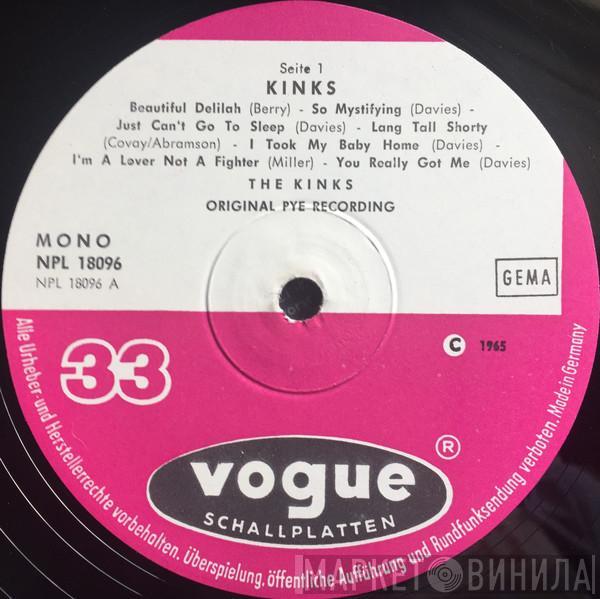 Seite 1
KINKS
Beautiful Delilah (Berry) - So Mystifying (Davies) -
Just Can't Go To Sleep (Davies) - Lang Tall Shorty
(Covay/Abramson) - I Took My Baby Home (Davies) -
I'm A Lover Not A Fighter (Miller) - You Really Got Me (Davies)
THE KINKS
ORIGINAL PYE RECORDING
MONO
NPL 18096
NPL 18096 A
GEMA
33
C 1965
®
vogue
SCHALLPLATTEN
Alle Urheber- und Herstellerrechte vorbehalten. Überspielung, öffentliche Aufführung und Rundfunksendung verboten. Made in Germany
МАРКЕТ ВИНИЛА